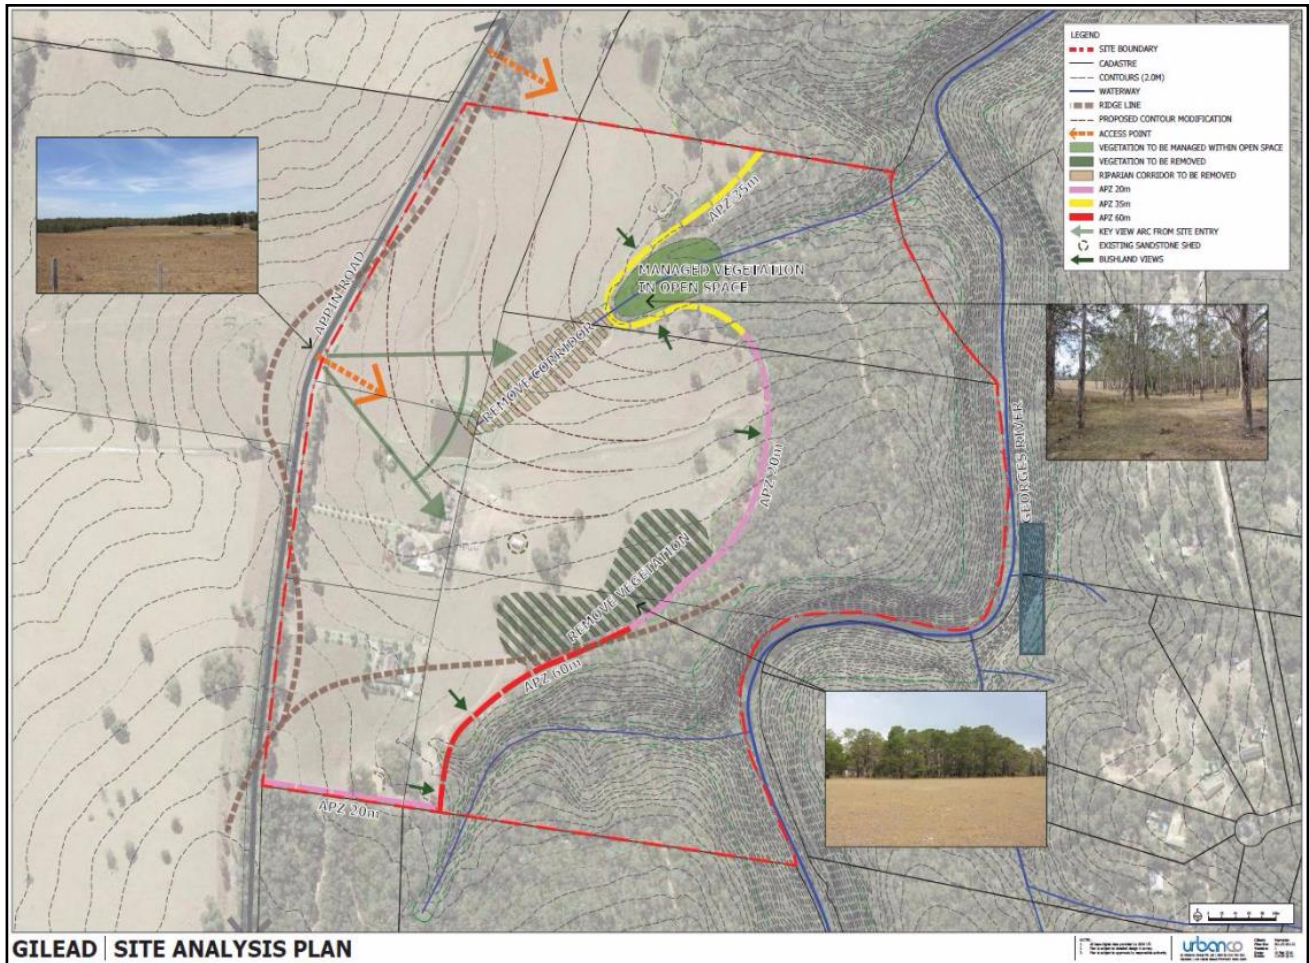 LEGEND
SITE BOUNDARY
CADASTRE
CONTOURS (2.0M)
WATERWAY
RIDGE LINE
PROPOSED CONTOUR MODIFICATION
ACCESS POINT
VEGETATION TO BE MANAGED WITHIN OPEN SPACE
VEGETATION TO BE REMOVED
RIPARIAN CORRIDOR TO BE REMOVED
APZ 20m
APZ 35m
APZ 60m
KEY VIEW ARC FROM SITE ENTRY
EXISTING SANDSTONE SHED
BUSHLAND VIEWS
APZ 35m
MANAGED VEGETATION
IN OPEN SPACE
APPIN ROAD
REMOVE CORRIDOR
GEORGES RIVER
APZ 20m
REMOVE VEGETATION
APZ 60m
APZ 20m
GILEAD | SITE ANALYSIS PLAN
urbanco